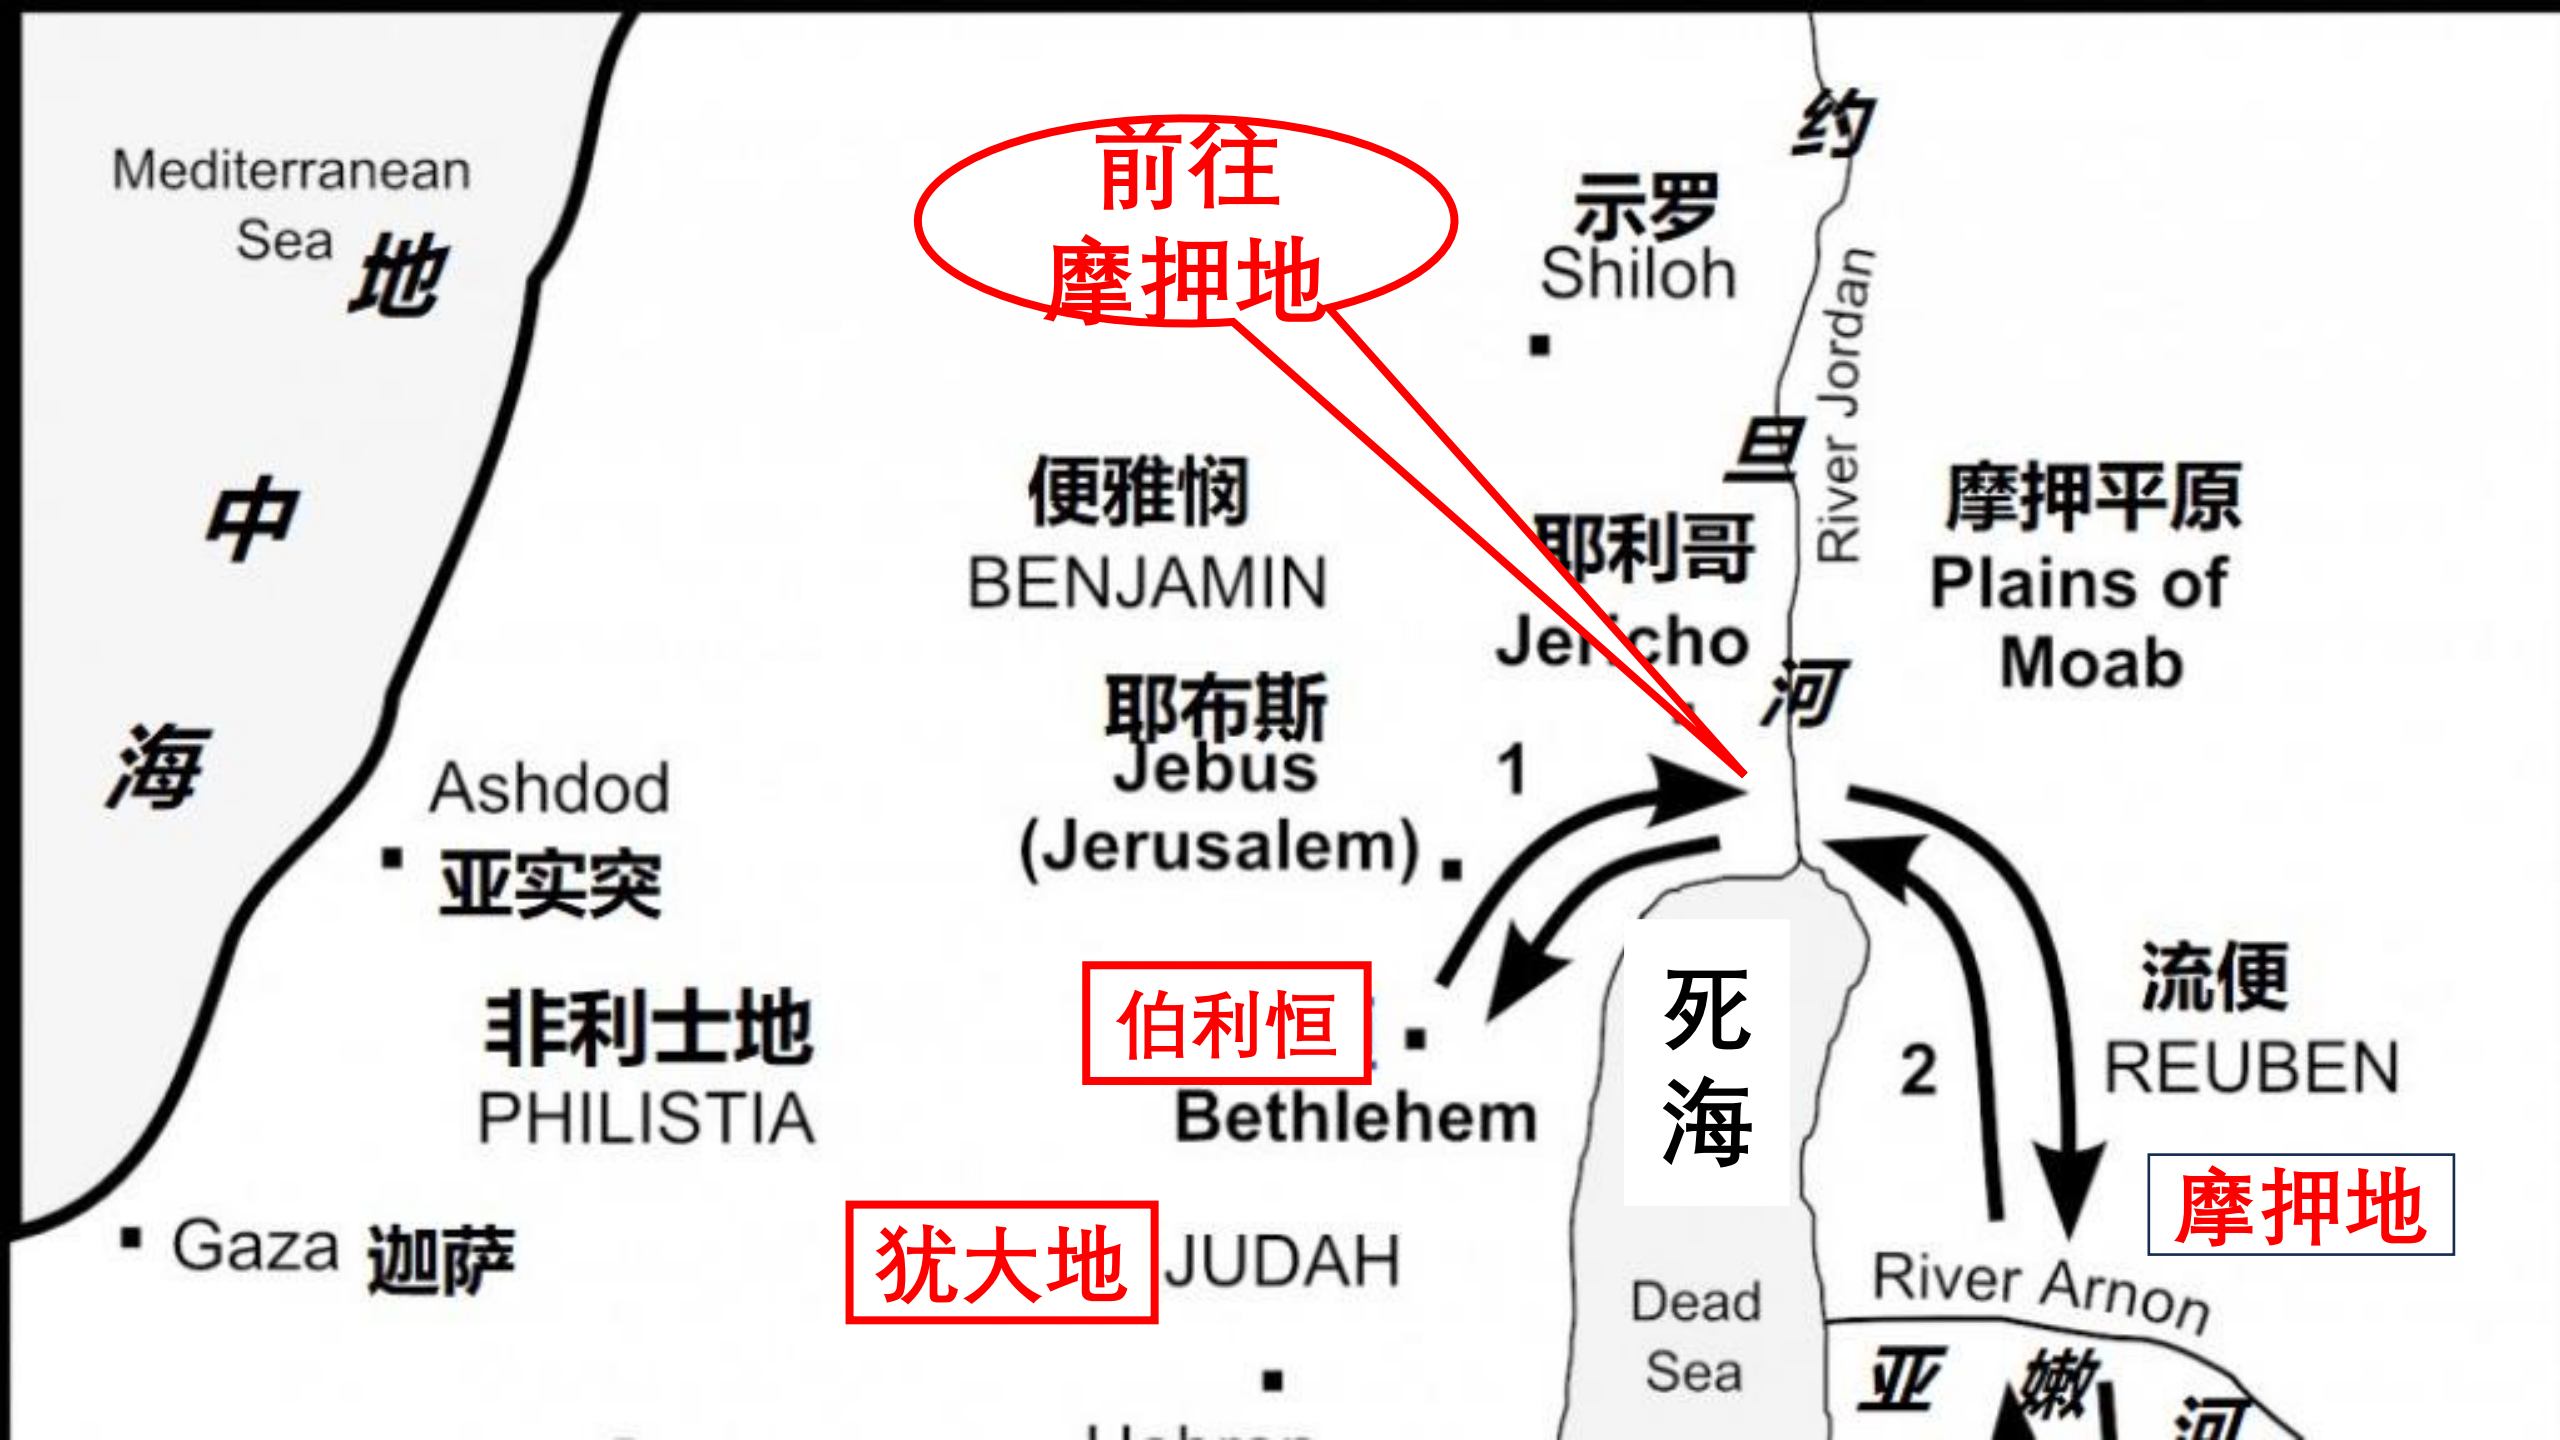 Mediterranean
Sea
地
中
海
前往
摩押地
示罗
Shiloh
约
旦
河
River Jordan
便雅悯
BENJAMIN
耶利哥
Jericho
摩押平原
Plains of
Moab
耶布斯
Jebus
(Jerusalem)
1
Ashdod
亚实突
非利士地
PHILISTIA
伯利恒
Bethlehem
死
海
2
流便
REUBEN
摩押地
Gaza 迦萨
犹大地 JUDAH
Dead
Sea
River Arnon
亚 嫩 河